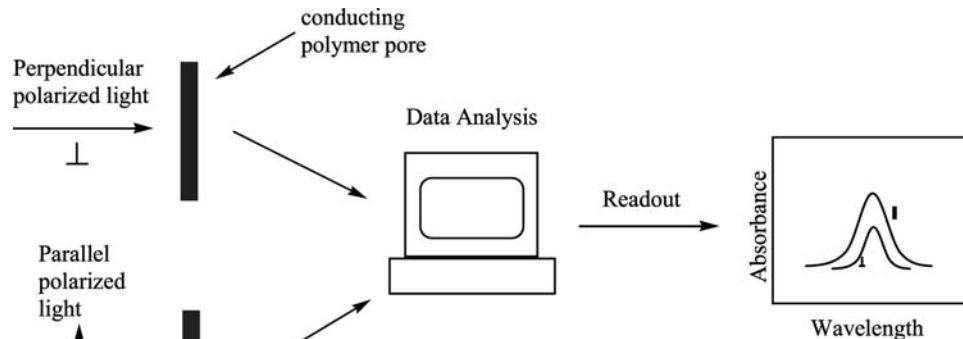 conducting
polymer pore
Perpendicular
polarized light
⊥
Data Analysis
Readout
Absorbance
⊥
Parallel
polarized
light
Wavelength